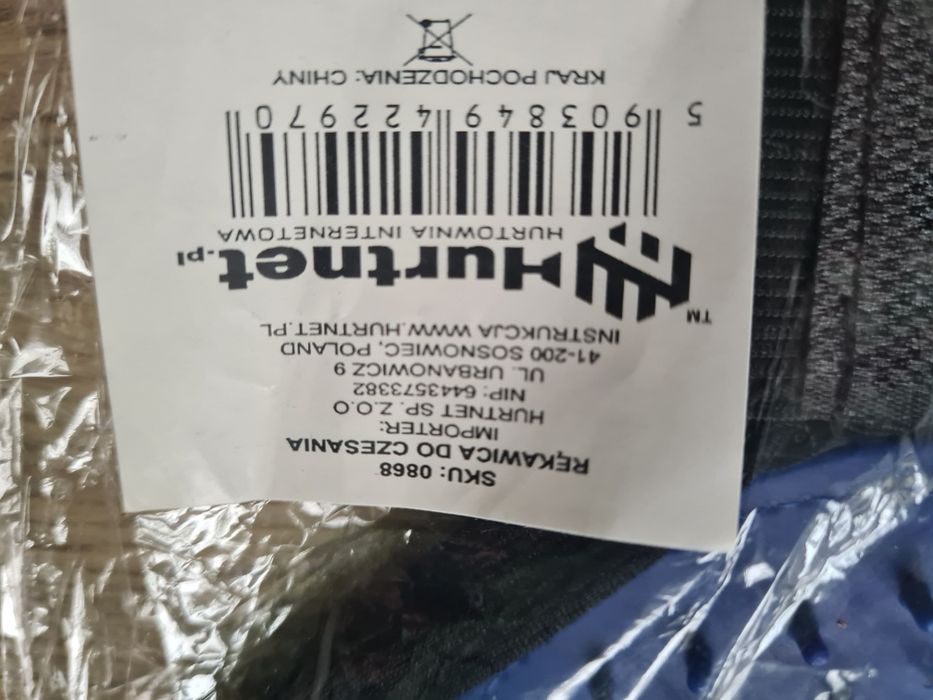 SKU: 0868
RĘKAWICA DO CZESANIA
IMPORTER:
HURTNET SP. Z.O.O
NIP: 6443573382
UL. URBANOWICZ 9
41-200 SOSNOWIEC, POLAND
INSTRUKCJA WWW.HURTNET.PL
TM
Hurtnet.pl
HURTOWNIA INTERNETOWA
5 903849 422970
KRAJ POCHODZENIA: CHINY